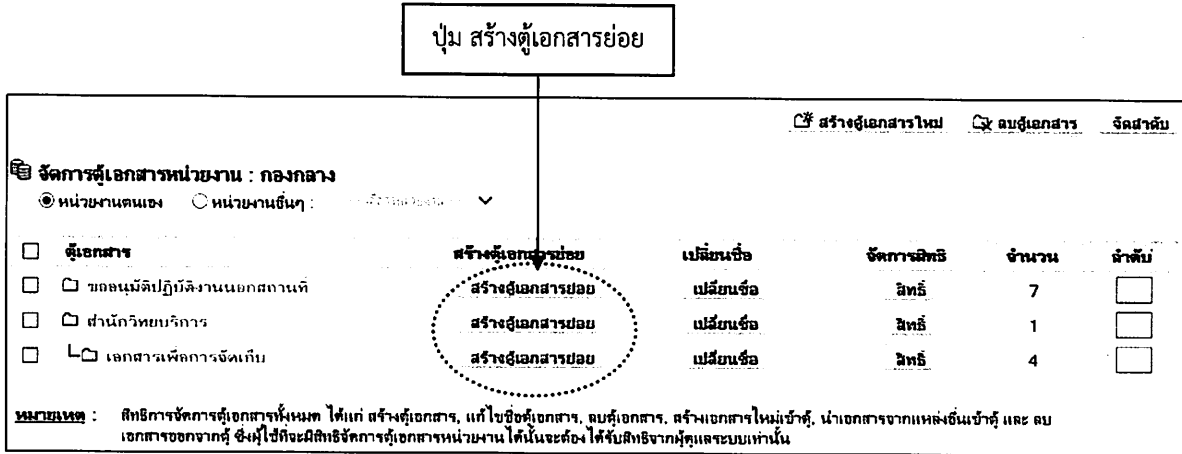 ปุ่ม สร้างตู้เอกสารย่อย
สร้างตู้เอกสารใหม่ ลบตู้เอกสาร จัดลำดับ
จัดการตู้เอกสารหน่วยงาน : กองกลาง
หน่วยงานตนเอง หน่วยงานอื่นๆ :
ตู้เอกสาร สร้างตู้เอกสารย่อย เปลี่ยนชื่อ จัดการสิทธิ จำนวน ลำดับ
ขออนุมัติปฏิบัติงานนอกสถานที่ สร้างตู้เอกสารย่อย เปลี่ยนชื่อ สิทธิ์ 7
สำนักวิทยบริการ สร้างตู้เอกสารย่อย เปลี่ยนชื่อ สิทธิ์ 1
เอกสารเพื่อการจัดเก็บ สร้างตู้เอกสารย่อย เปลี่ยนชื่อ สิทธิ์ 4
หมายเหตุ : สิทธิการจัดการตู้เอกสารทั้งหมด ได้แก่ สร้างตู้เอกสาร, แก้ไขชื่อตู้เอกสาร, ลบตู้เอกสาร, สร้างเอกสารใหม่เข้าตู้, นำเอกสารจากแหล่งอื่นเข้าตู้ และ ลบ
เอกสารออกจากตู้ ซึ่งผู้ใช้ที่จะมีสิทธิจัดการตู้เอกสารหน่วยงานได้นั้นจะต้องได้รับสิทธิจากผู้ดูแลระบบเท่านั้น